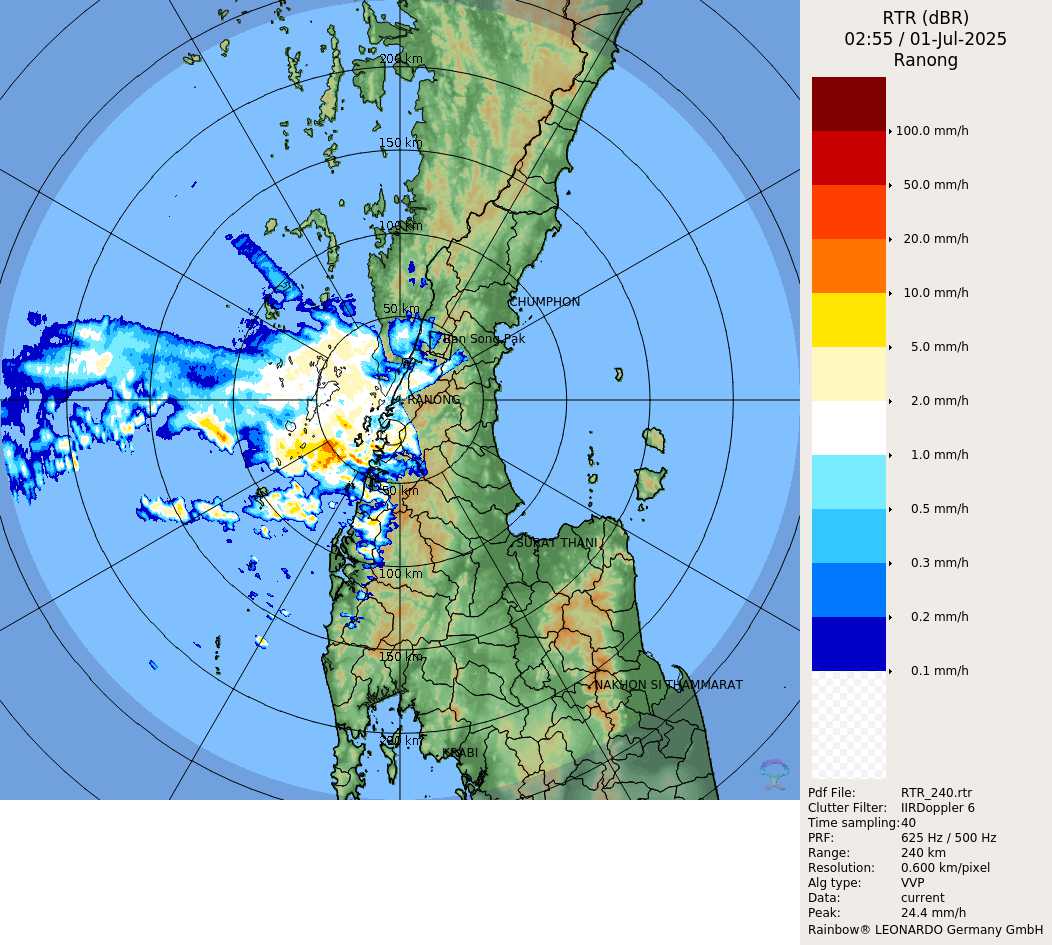 RTR (dBR)
02:55 / 01-Jul-2025
Ranong
100.0 mm/h
50.0 mm/h
20.0 mm/h
10.0 mm/h
5.0 mm/h
2.0 mm/h
1.0 mm/h
0.5 mm/h
0.3 mm/h
0.2 mm/h
0.1 mm/h
200 km
150 km
100 km
50 km
CHUMPHON
Ban Song Pak
RANONG
50 km
SURAT THANI
100 km
150 km
NAKHON SI THAMMARAT
200 km
KRABI
Pdf File: RTR_240.rtr
Clutter Filter: IIRDoppler 6
Time sampling: 40
PRF: 625 Hz / 500 Hz
Range: 240 km
Resolution: 0.600 km/pixel
Alg type: VVP
Data: current
Peak: 24.4 mm/h
Rainbow® LEONARDO Germany GmbH